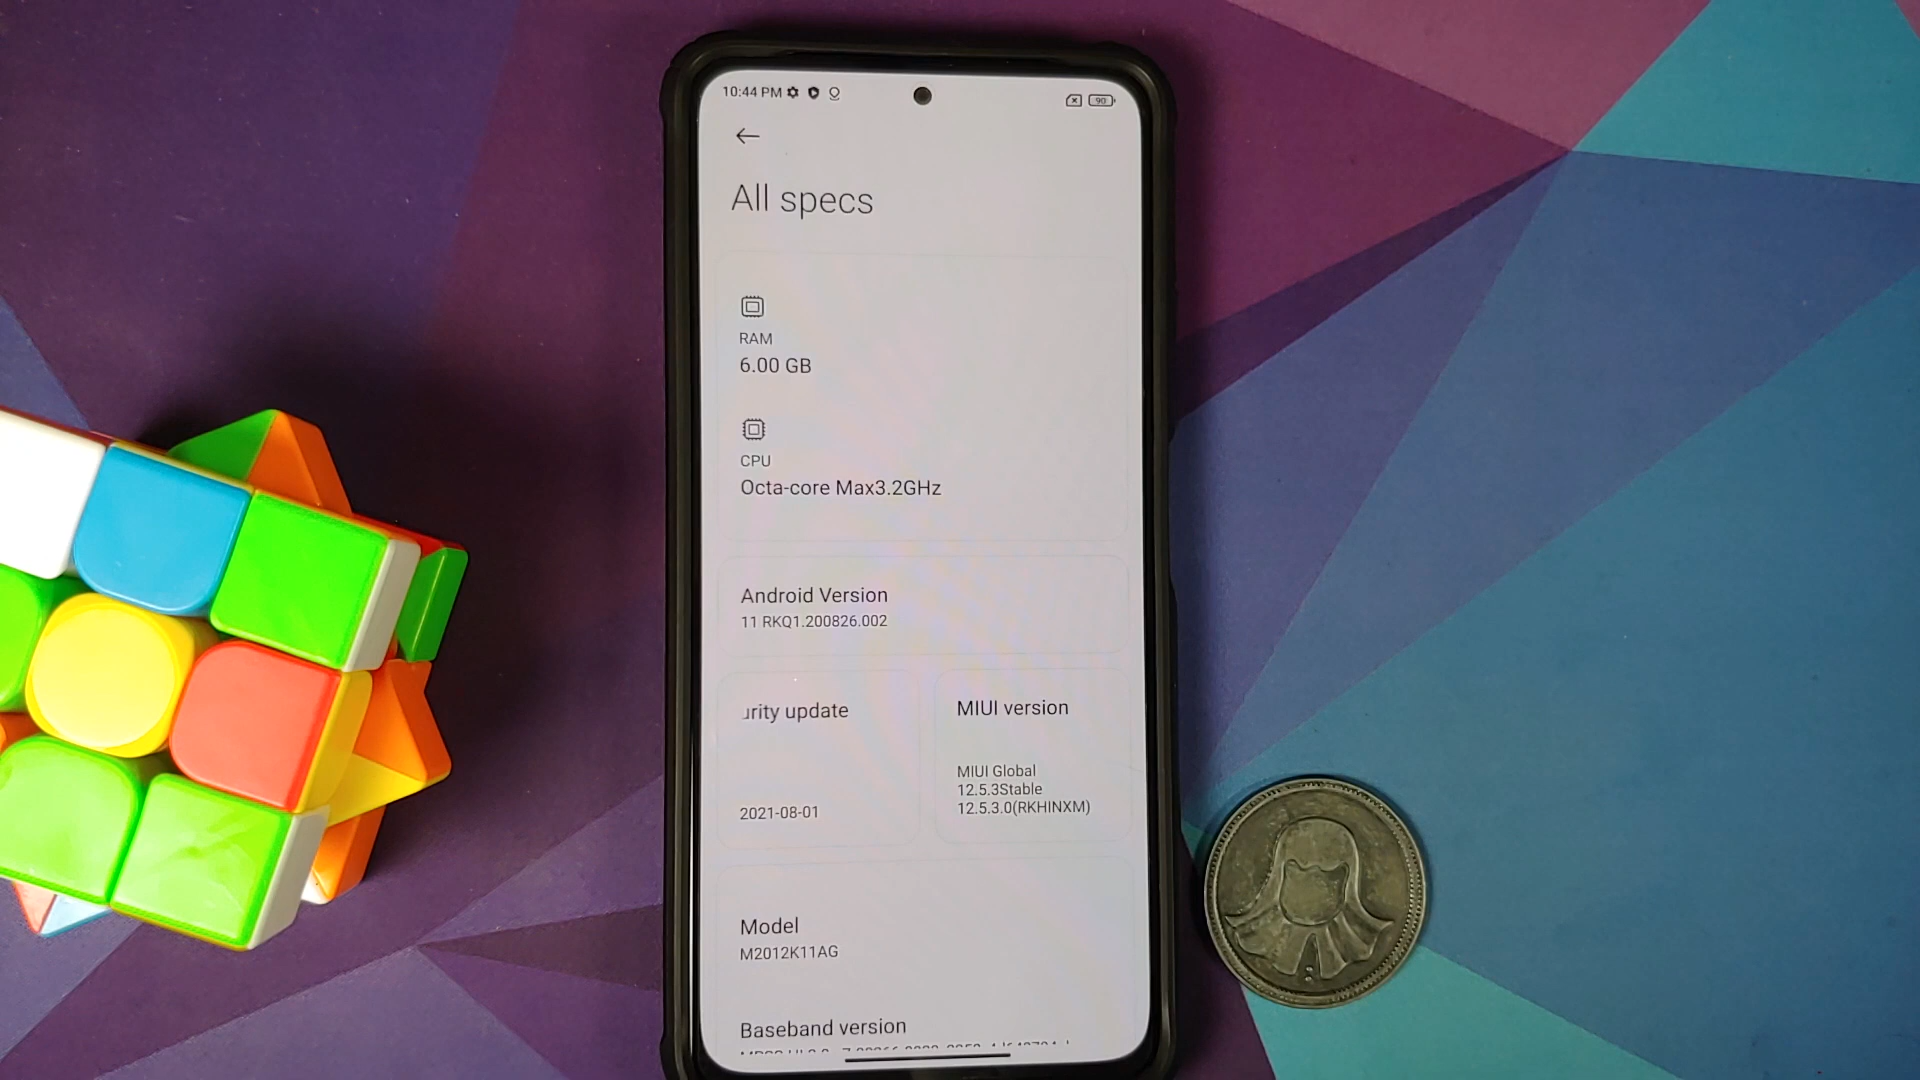 10:44 PM
90
All specs
RAM
6.00 GB
CPU
Octa-core Max3.2GHz
Android Version
11 RKQ1.200826.002
urity update
2021-08-01
MIUI version
MIUI Global
12.5.3Stable
12.5.3.0(RKHINXM)
Model
M2012K11AG
Baseband version